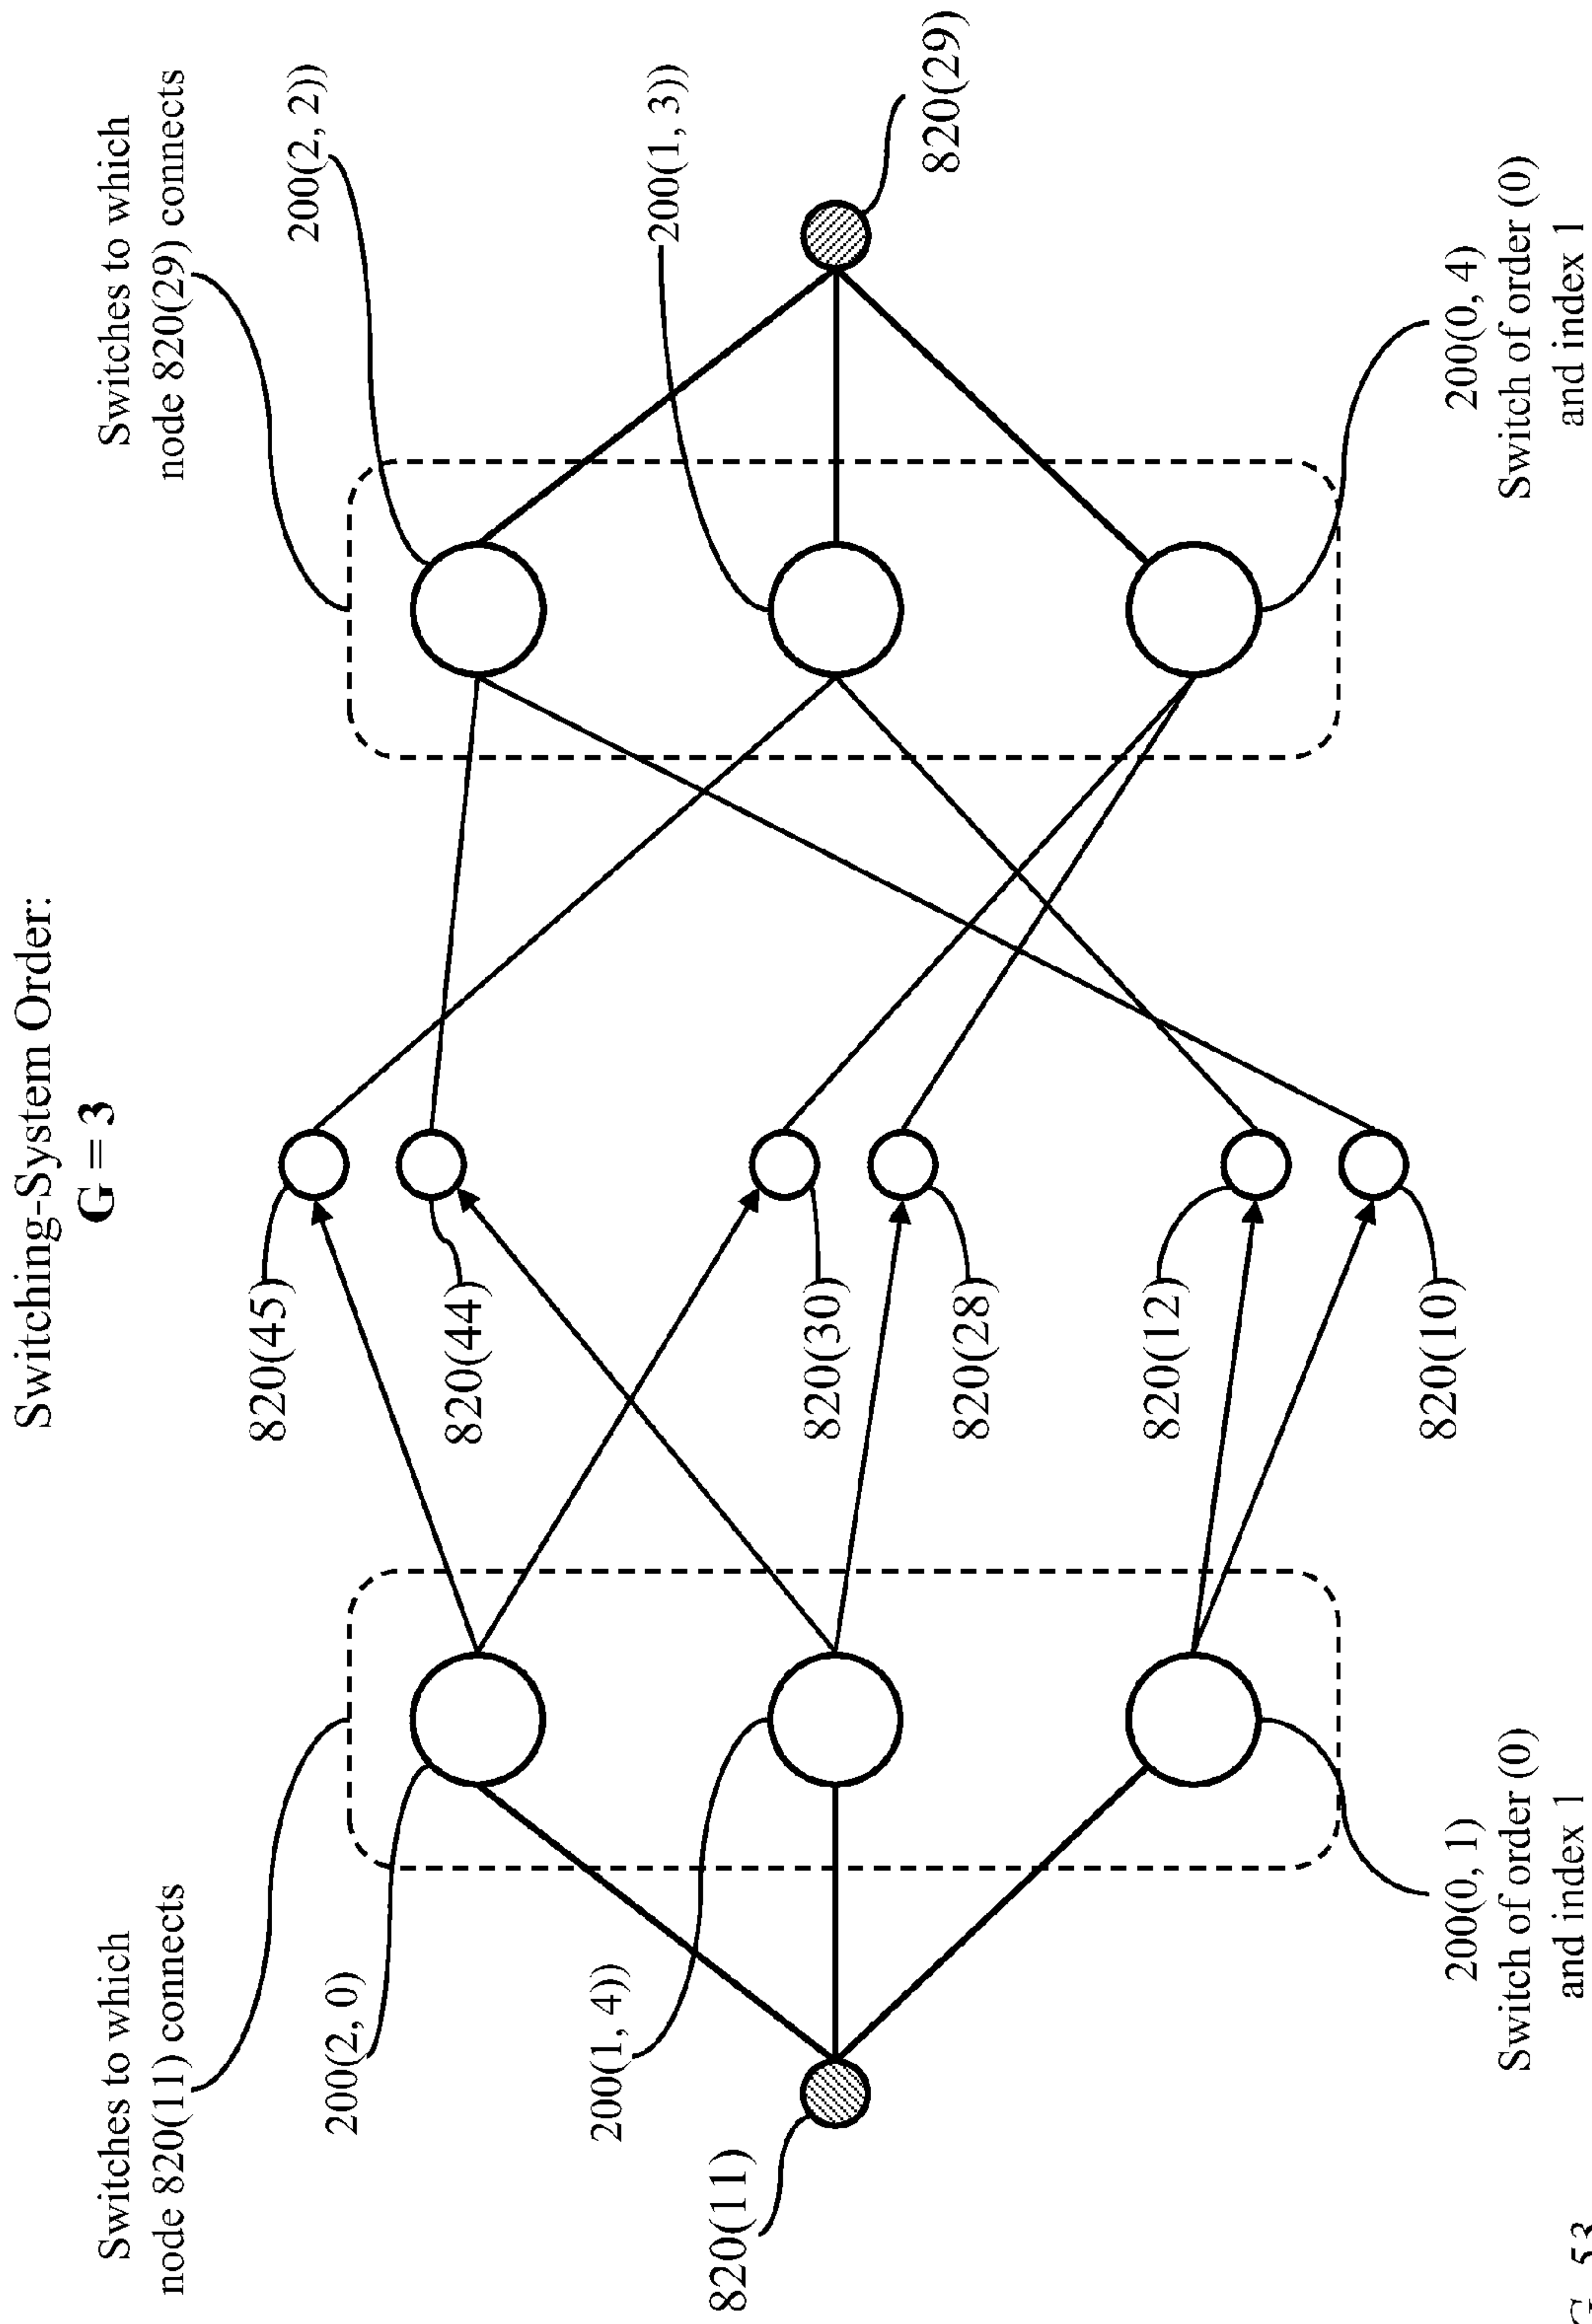 Switching-System Order:
G = 3
Switches to which
node 820(11) connects
Switches to which
node 820(29) connects
820(45)
200(2, 2))
200(2, 0)
820(44)
200(1, 4))
200(1, 3))
820(11)
820(30)
820(29)
820(28)
820(12)
820(10)
200(0, 1)
Switch of order (0)
and index 1
200(0, 4)
Switch of order (0)
and index 1